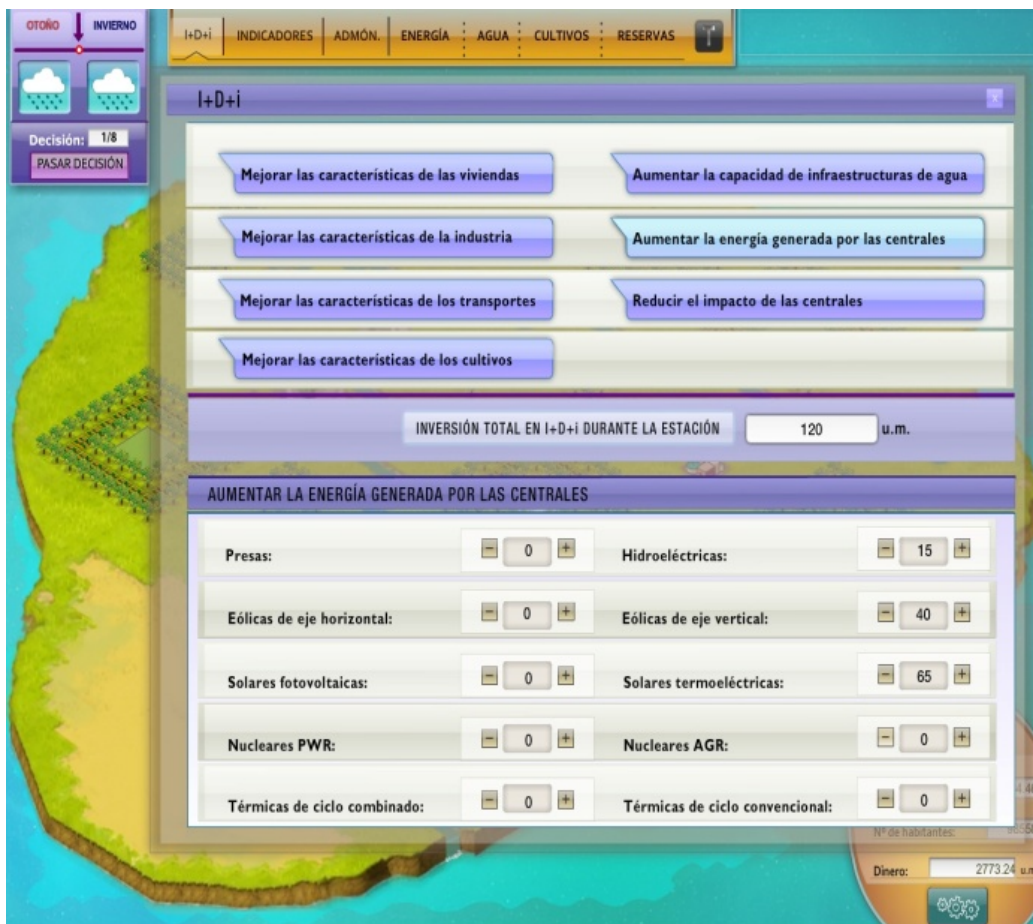 OTOÑO INVIERNO
I+D+i INDICADORES ADMÓN. ENERGÍA AGUA CULTIVOS RESERVAS
Decisión: 1/8
PASAR DECISIÓN
I+D+i x
Mejorar las características de las viviendas Aumentar la capacidad de infraestructuras de agua
Mejorar las características de la industria Aumentar la energía generada por las centrales
Mejorar las características de los transportes Reducir el impacto de las centrales
Mejorar las características de los cultivos
INVERSIÓN TOTAL EN I+D+i DURANTE LA ESTACIÓN 120 u.m.
AUMENTAR LA ENERGÍA GENERADA POR LAS CENTRALES
Presas: - 0 + Hidroeléctricas: - 15 +
Eólicas de eje horizontal: - 0 + Eólicas de eje vertical: - 40 +
Solares fotovoltaicas: - 0 + Solares termoeléctricas: - 65 +
Nucleares PWR: - 0 + Nucleares AGR: - 0 +
Térmicas de ciclo combinado: - 0 + Térmicas de ciclo convencional: - 0 +
Nº de habitantes:
Dinero: 2773.24